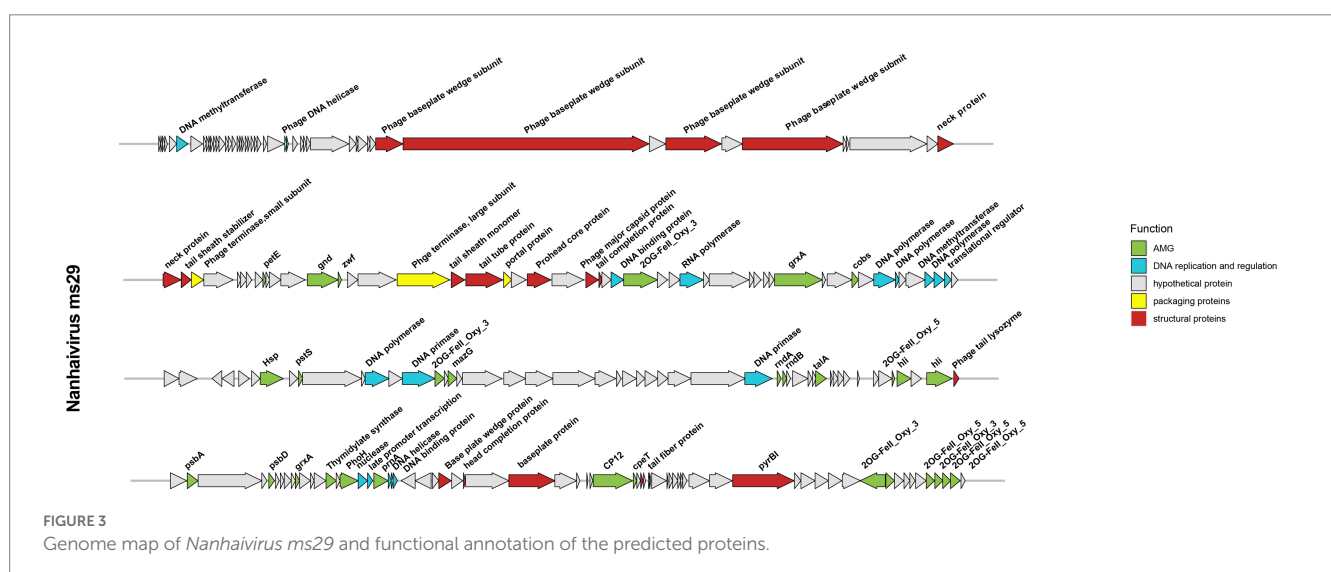 DNA methyltransferase
Phage DNA helicase
Phage baseplate wedge subunit
Phage baseplate wedge subunit
Phage baseplate wedge subunit
Phage baseplate wedge submit
neck protein
neck protein
tail sheath stabilizer
Phage terminase,small subunit
petE
gnd
zwf
Phge terminase, large subunit
tail sheath monomer
tail tube protein
portal protein
Prohead core protein
Phage major capsid protein
tail completion protein
DNA binding protein
2OG-FeII_Oxy_3
RNA polymerase
grxA
cobs
DNA polymerase
DNA polymerase
DNA methyltransferase
DNA polymerase
translational regulator
Hsp
pstS
DNA polymerase
DNA primase
2OG-FeII_Oxy_3
mazG
DNA primase
rndA
rndB
talA
2OG-FeII_Oxy_5
hli
hli
Phage tail lysozyme
psbA
psbD
grxA
Thymidylate synthase
PhoH
nuclease
late promoter transcription
prnA
DNA helicase
DNA binding protein
Base plate wedge protein
head completion protein
baseplate protein
CP12
cpeT
tail fiber protein
pyrBI
2OG-FeII_Oxy_3
2OG-FeII_Oxy_5
2OG-FeII_Oxy_3
2OG-FeII_Oxy_5
2OG-FeII_Oxy_5
Nanhaivirus ms29
Function
AMG
DNA replication and regulation
hypothetical protein
packaging proteins
structural proteins
FIGURE 3
Genome map of Nanhaivirus ms29 and functional annotation of the predicted proteins.